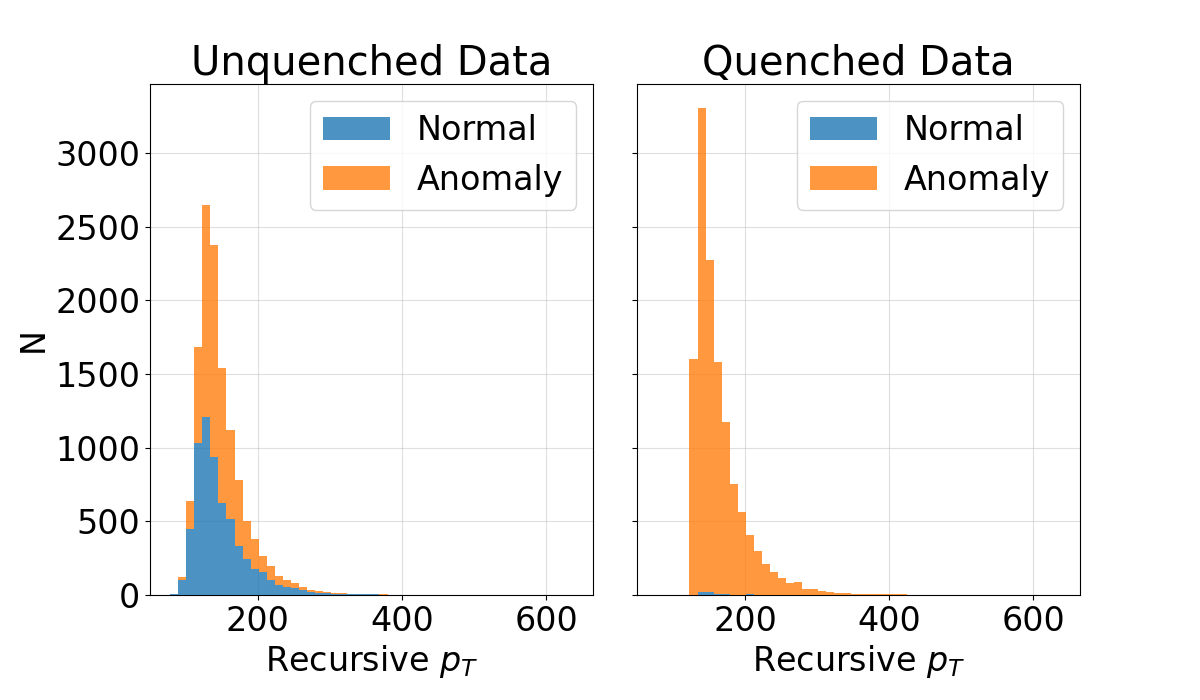 Unquenched Data
Normal
Anomaly
N
3000
2500
2000
1500
1000
500
0
200 400 600
Recursive $p_T$
Quenched Data
Normal
Anomaly
200 400 600
Recursive $p_T$